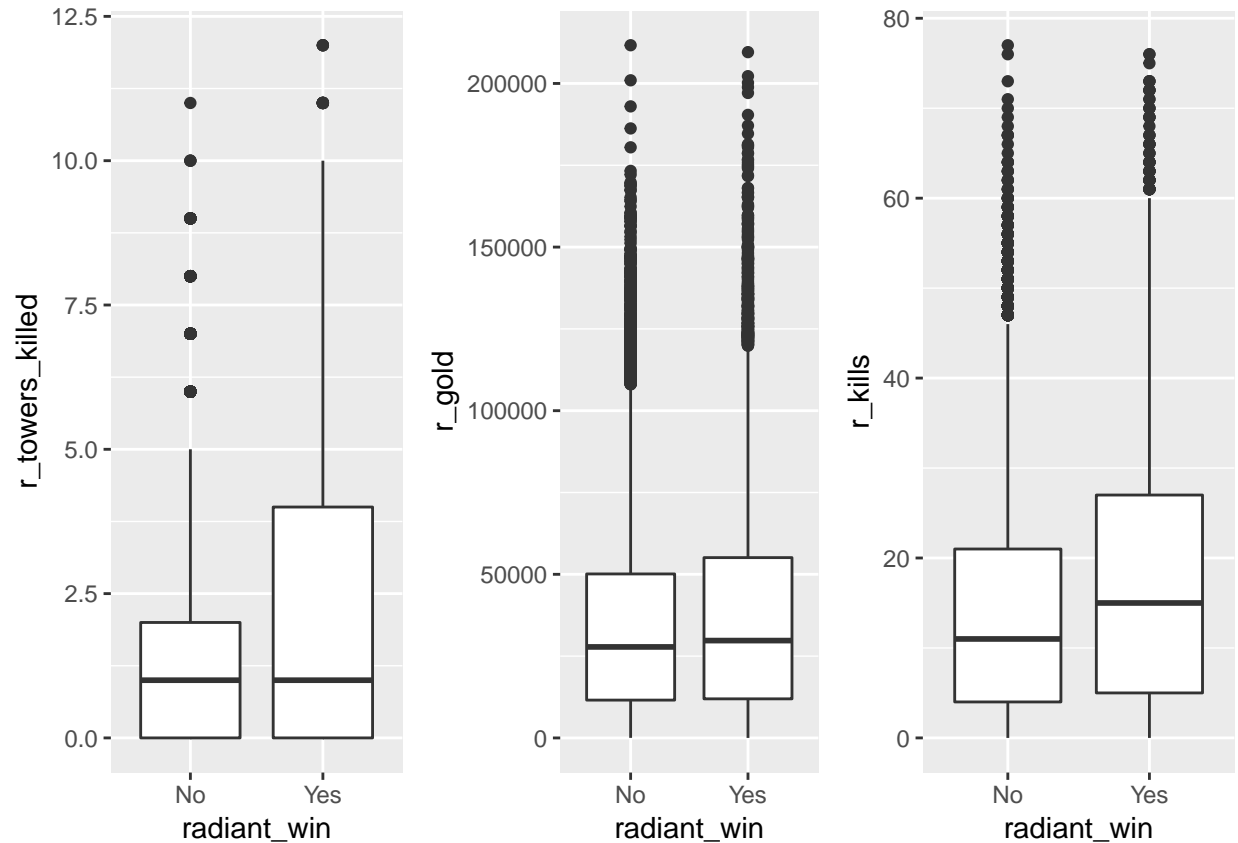 r_towers_killed
12.5
10.0
7.5
5.0
2.5
0.0
No Yes
radiant_win
r_gold
200000
150000
100000
50000
0
No Yes
radiant_win
r_kills
80
60
40
20
0
No Yes
radiant_win